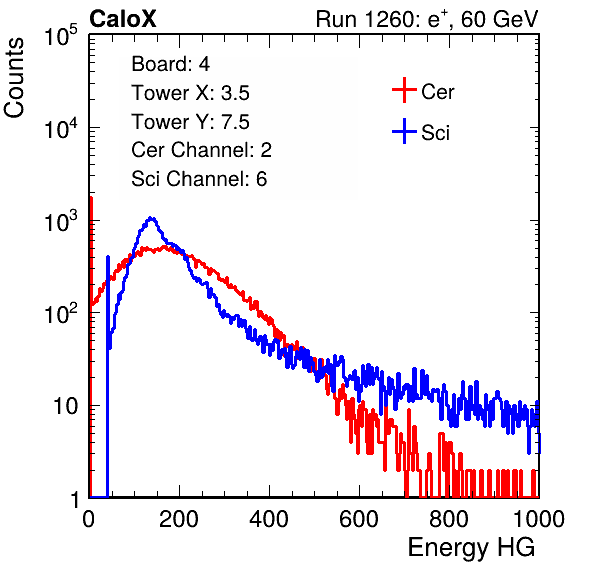 CaloX Run 1260: e⁺, 60 GeV
Counts
10⁵
10⁴
10³
10²
10
1
Board: 4
Tower X: 3.5
Tower Y: 7.5
Cer Channel: 2
Sci Channel: 6
Cer
Sci
0 200 400 600 800 1000
Energy HG